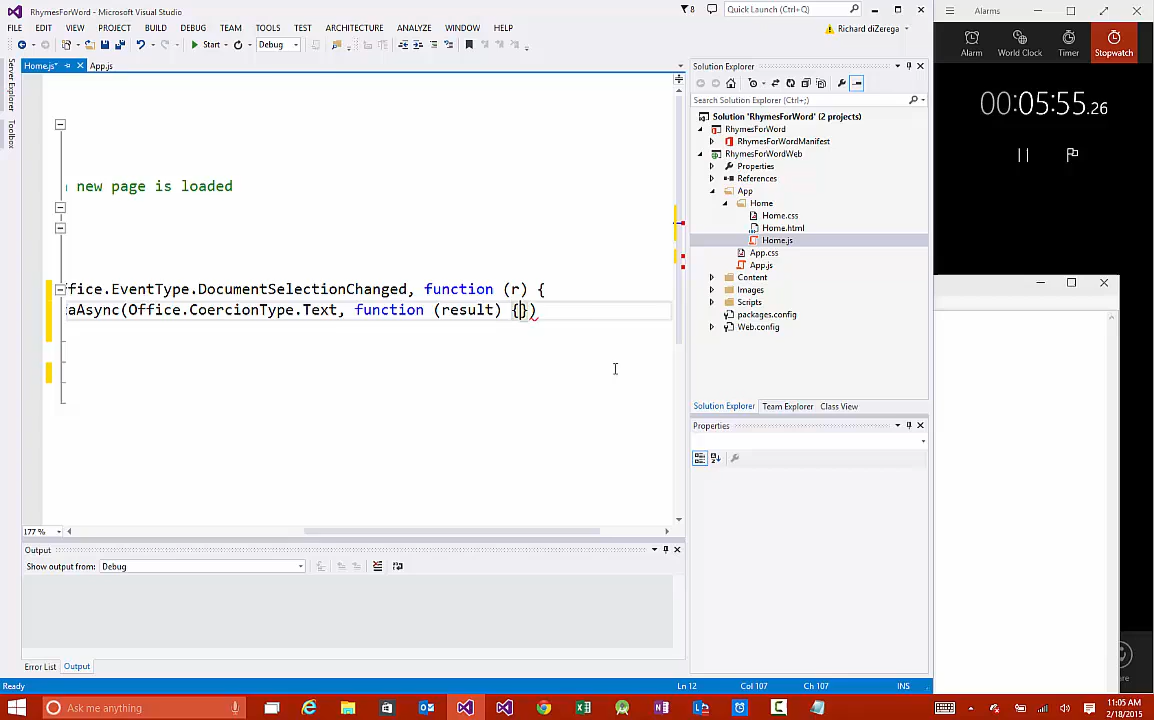 RhymesForWord - Microsoft Visual Studio
8
Quick Launch (Ctrl+;)
FILE EDIT VIEW PROJECT BUILD DEBUG TEAM TOOLS TEST ARCHITECTURE ANALYZE WINDOW HELP
Richard diZerega
Start
Debug
Home.js*
App.js
Server Explorer
Toolbox
new page is loaded
ffice.EventType.DocumentSelectionChanged, function (r) {
taAsync(Office.CoercionType.Text, function (result) {})
177 %
Output
Show output from: Debug
Error List
Output
Ready
Ln 12
Col 107
Ch 107
INS
Solution Explorer
Search Solution Explorer (Ctrl+;)
Solution 'RhymesForWord' (2 projects)
RhymesForWord
RhymesForWordManifest
RhymesForWordWeb
Properties
References
App
Home
Home.css
Home.html
Home.js
App.css
App.js
Content
Images
Scripts
packages.config
Web.config
Solution Explorer
Team Explorer
Class View
Properties
Alarms
Alarm
World Clock
Timer
Stopwatch
00:05:55.26
Ask me anything
11:05 AM
2/18/2015